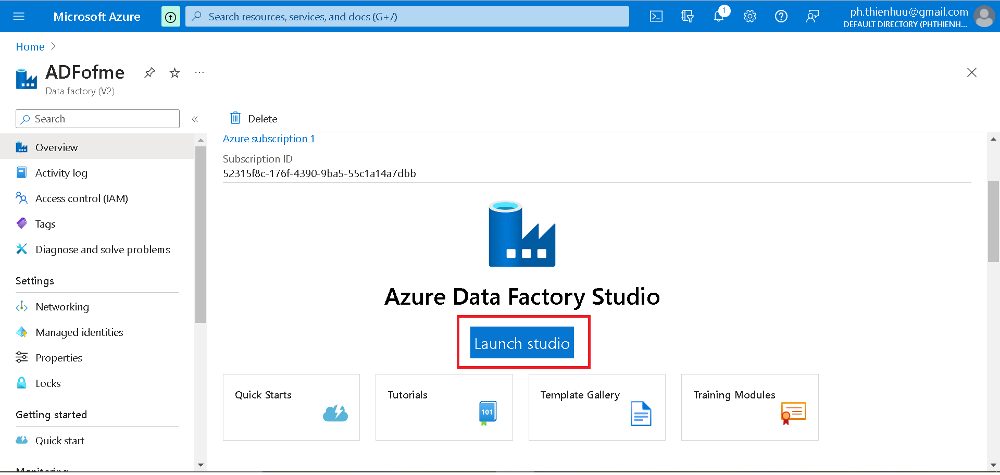 Microsoft Azure
Search resources, services, and docs (G+/)
1
ph.thienhuu@gmail.com
DEFAULT DIRECTORY (PHTHIENH...
Home
ADFofme
Data factory (V2)
Search
Delete
Overview
Activity log
Access control (IAM)
Tags
Diagnose and solve problems
Settings
Networking
Managed identities
Properties
Locks
Getting started
Quick start
Monitoring
Azure subscription 1
Subscription ID
52315f8c-176f-4390-9ba5-55c1a14a7dbb
Azure Data Factory Studio
Launch studio
Quick Starts
Tutorials
101
Template Gallery
Training Modules